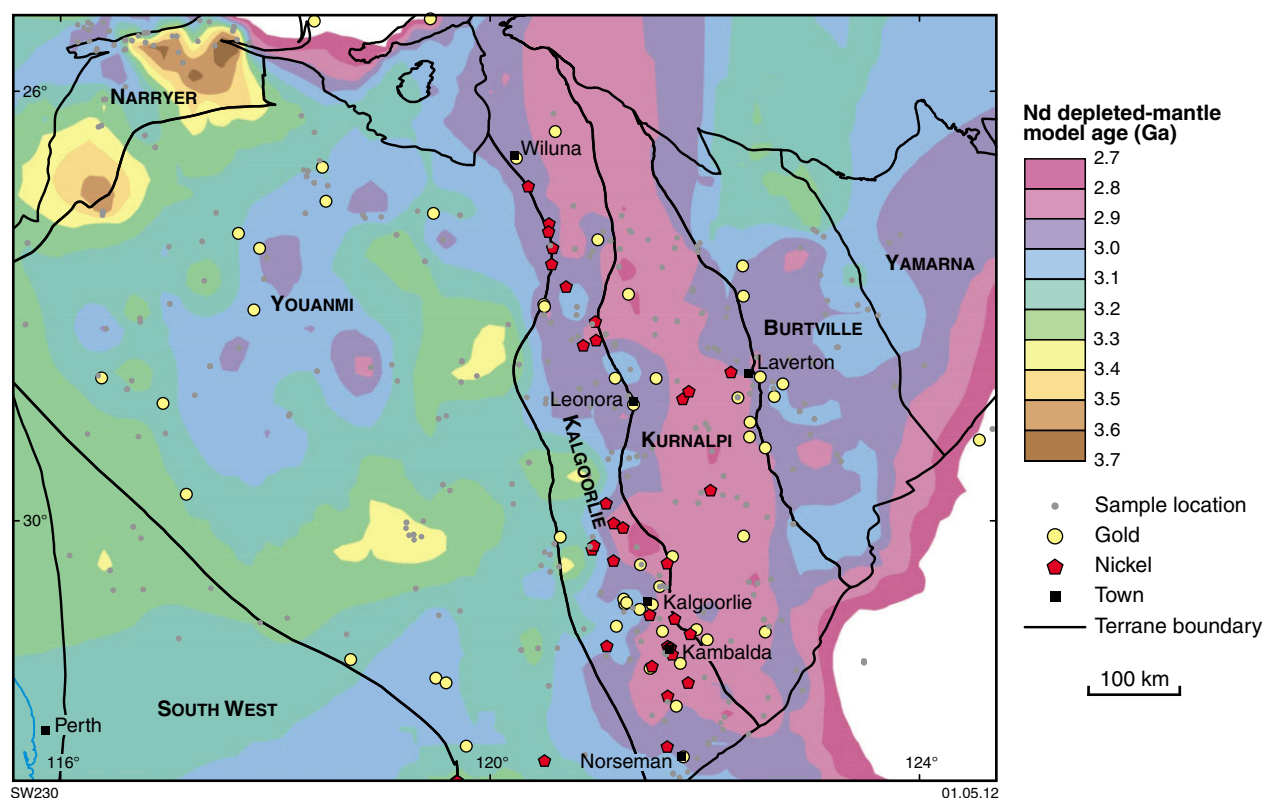 NARRYER
26°
Wiluna
YAMARNA
YOUANMI
BURTVILLE
Laverton
Leonora
KURNALPI
KALGOORLIE
30°
Kalgoorlie
Kambalda
SOUTH WEST
Perth
Norseman
116°
120°
124°
SW230
01.05.12
Nd depleted-mantle
model age (Ga)
2.7
2.8
2.9
3.0
3.1
3.2
3.3
3.4
3.5
3.6
3.7
Sample location
Gold
Nickel
Town
Terrane boundary
100 km